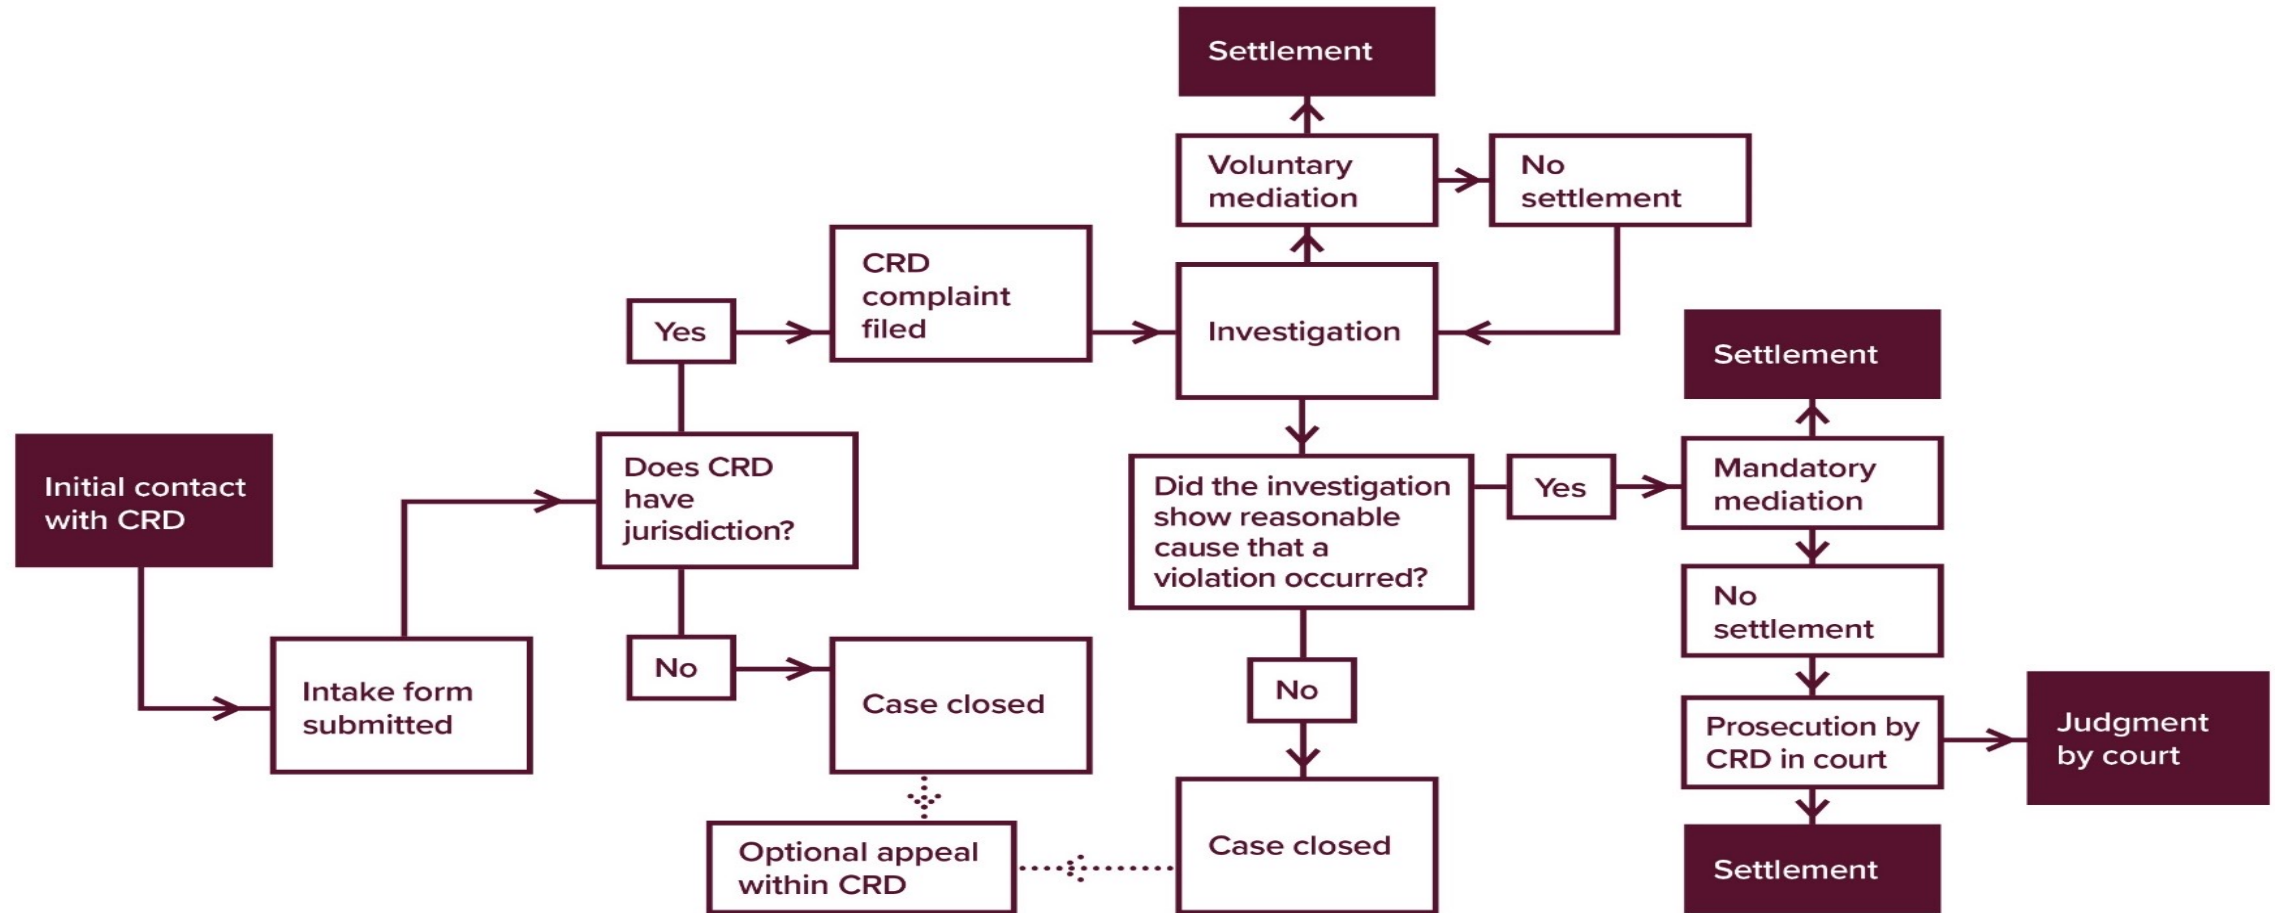 Initial contact
with CRD
Intake form
submitted
Does CRD
have
jurisdiction?
Yes
CRD
complaint
filed
No
Case closed
Optional appeal
within CRD
Investigation
Voluntary
mediation
Settlement
No
settlement
Did the investigation
show reasonable
cause that a
violation occurred?
No
Case closed
Yes
Mandatory
mediation
Settlement
No
settlement
Prosecution by
CRD in court
Judgment
by court
Settlement